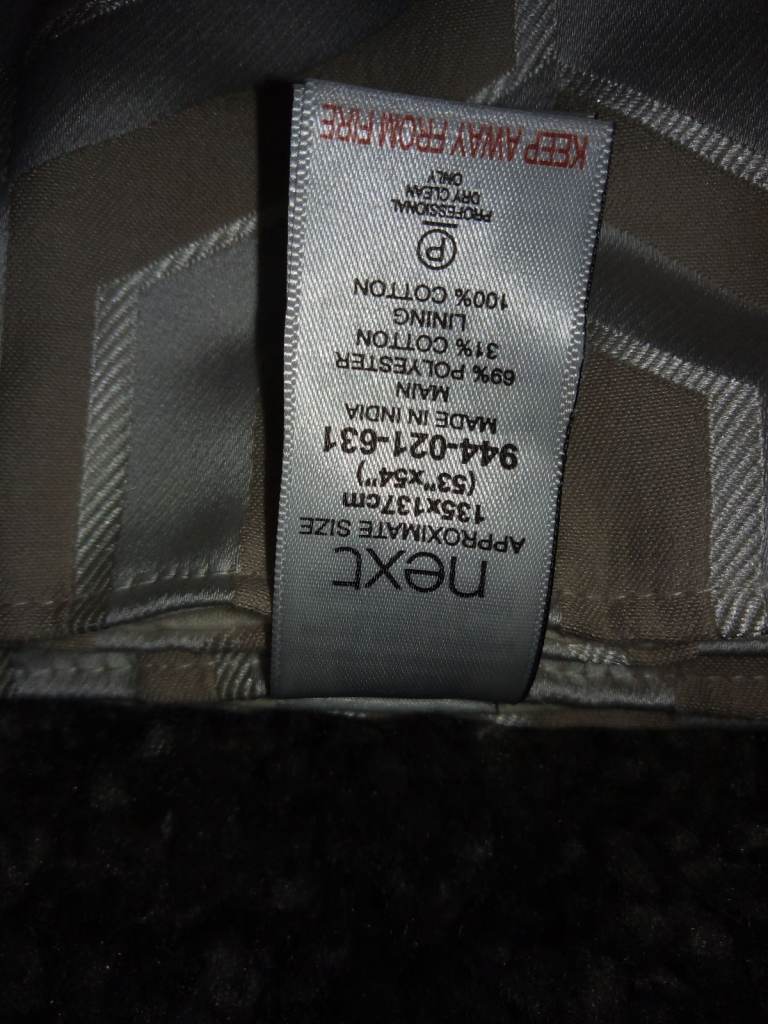 next
APPROXIMATE SIZE
135x137cm
(53"x54")
944-021-631
MADE IN INDIA
MAIN
69% POLYESTER
31% COTTON
LINING
100% COTTON
P
PROFESSIONAL
DRY CLEAN
ONLY
KEEP AWAY FROM FIRE